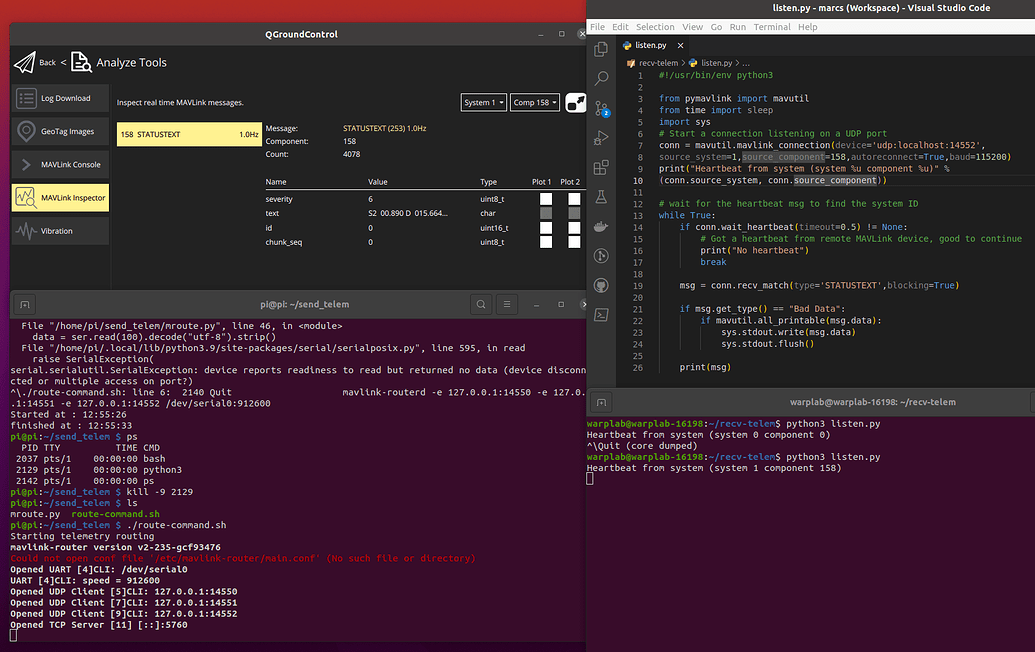 QGroundControl
Back < Analyze Tools
Log Download
GeoTag Images
MAVLink Console
MAVLink Inspector
Vibration
Inspect real time MAVLink messages.
System 1
Comp 158
158 STATUSTEXT 1.0Hz
Message: STATUSTEXT (253) 1.0Hz
Component: 158
Count: 4078
Name Value Type Plot 1 Plot 2
severity 6 uint8_t
text S2 00.890 D 015.664... char
id 0 uint16_t
chunk_seq 0 uint8_t
pi@pi: ~/send_telem
File "/home/pi/send_telem/mroute.py", line 46, in <module>
data = ser.read(100).decode("utf-8").strip()
File "/home/pi/.local/lib/python3.9/site-packages/serial/serialposix.py", line 595, in read
raise SerialException(
serial.serialutil.SerialException: device reports readiness to read but returned no data (device disconn
cted or multiple access on port?)
^\./route-command.sh: line 6: 2140 Quit mavlink-routerd -e 127.0.0.1:14550 -e 127.0.
.1:14551 -e 127.0.0.1:14552 /dev/serial0:912600
Started at : 12:55:26
finished at : 12:55:33
pi@pi:~/send_telem $ ps
PID TTY TIME CMD
2037 pts/1 00:00:00 bash
2129 pts/1 00:00:00 python3
2142 pts/1 00:00:00 ps
pi@pi:~/send_telem $ kill -9 2129
pi@pi:~/send_telem $ ls
mroute.py route-command.sh
pi@pi:~/send_telem $ ./route-command.sh
Starting telemetry routing
mavlink-router version v2-235-gcf93476
Could not open conf file '/etc/mavlink-router/main.conf' (No such file or directory)
Opened UART [4]CLI: /dev/serial0
UART [4]CLI: speed = 912600
Opened UDP Client [5]CLI: 127.0.0.1:14550
Opened UDP Client [7]CLI: 127.0.0.1:14551
Opened UDP Client [9]CLI: 127.0.0.1:14552
Opened TCP Server [11] [::]:5760
listen.py - marcs (Workspace) - Visual Studio Code
File Edit Selection View Go Run Terminal Help
listen.py
recv-telem > listen.py > ...
2
1 #!/usr/bin/env python3
2
3 from pymavlink import mavutil
4 from time import sleep
5 import sys
6 # Start a connection listening on a UDP port
7 conn = mavutil.mavlink_connection(device='udp:localhost:14552',
8 source_system=1,source_component=158,autoreconnect=True,baud=115200)
9 print("Heartbeat from system (system %u component %u)" %
10 (conn.source_system, conn.source_component))
11
12 # wait for the heartbeat msg to find the system ID
13 while True:
14 if conn.wait_heartbeat(timeout=0.5) != None:
15 # Got a heartbeat from remote MAVLink device, good to continue
16 print("No heartbeat")
17 break
18
19 msg = conn.recv_match(type='STATUSTEXT',blocking=True)
20
21 if msg.get_type() == "Bad Data":
22 if mavutil.all_printable(msg.data):
23 sys.stdout.write(msg.data)
24 sys.stdout.flush()
25
26 print(msg)
warplab@warplab-16198: ~/recv-telem
warplab@warplab-16198:~/recv-telem$ python3 listen.py
Heartbeat from system (system 0 component 0)
^\Quit (core dumped)
warplab@warplab-16198:~/recv-telem$ python3 listen.py
Heartbeat from system (system 1 component 158)